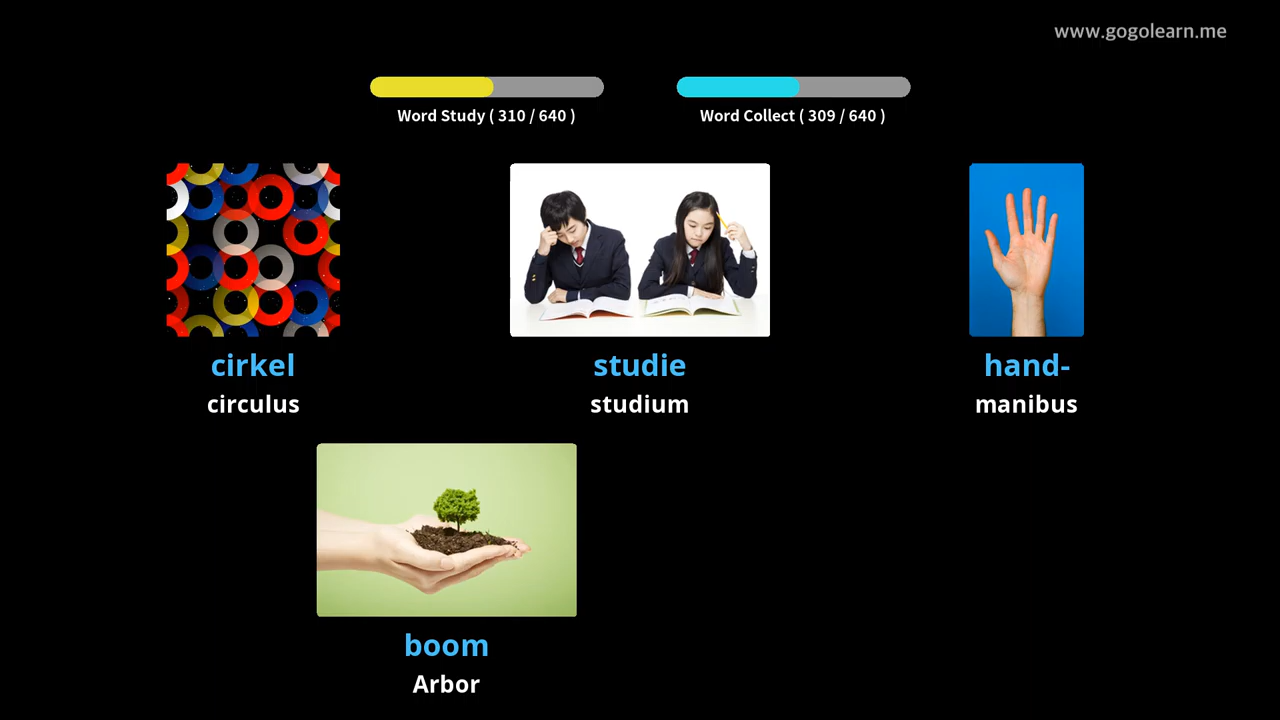 www.gogolearn.me
Word Study ( 310 / 640 )
Word Collect ( 309 / 640 )
cirkel
circulus
studie
studium
hand-
manibus
boom
Arbor